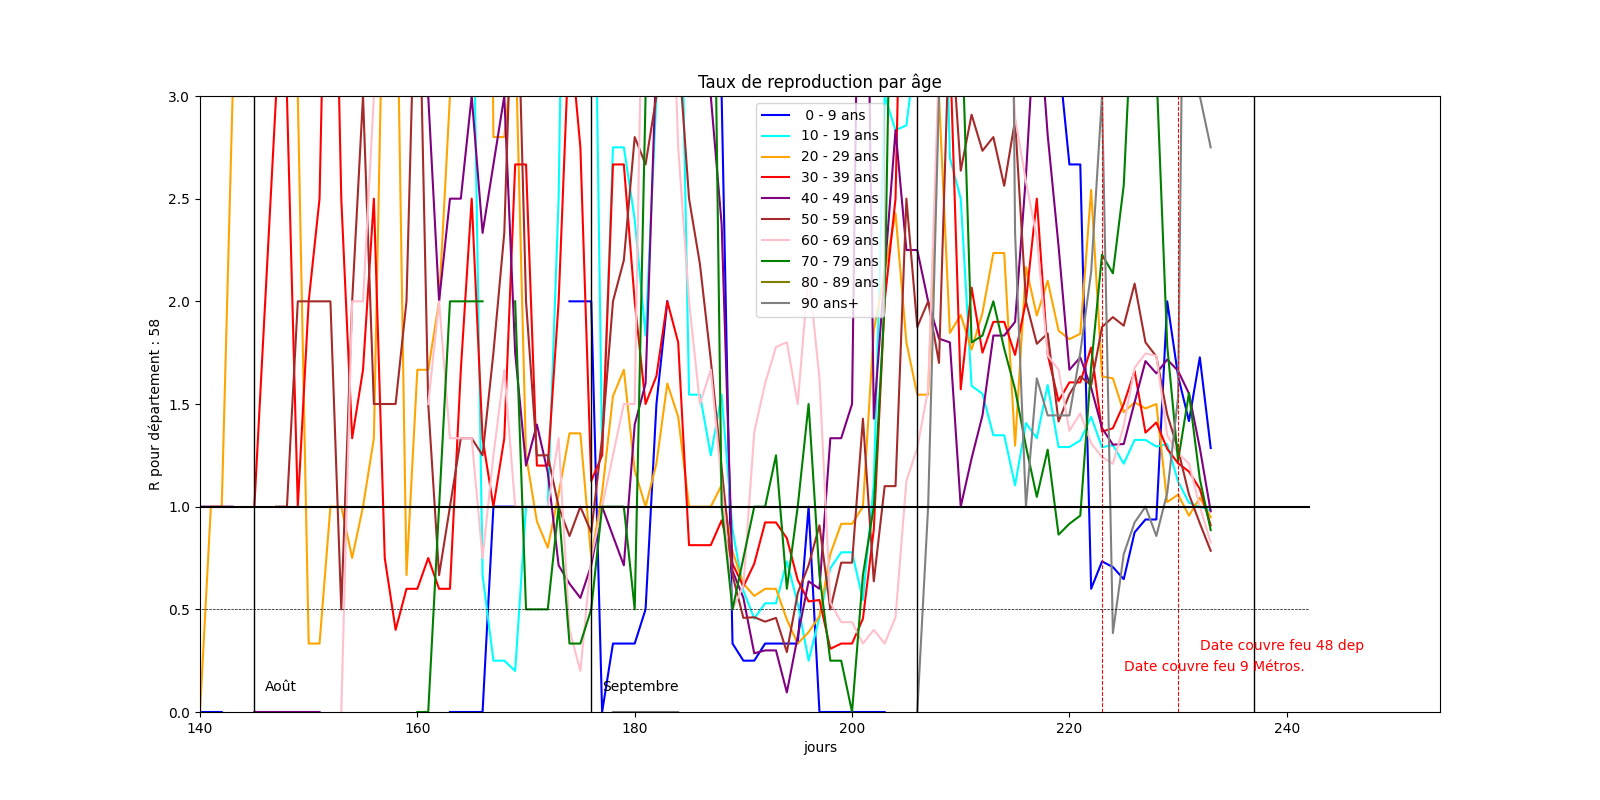 Taux de reproduction par âge
R pour département : 58
3.0
2.5
2.0
1.5
1.0
0.5
0.0
0 - 9 ans
10 - 19 ans
20 - 29 ans
30 - 39 ans
40 - 49 ans
50 - 59 ans
60 - 69 ans
70 - 79 ans
80 - 89 ans
90 ans+
Date couvre feu 48 dep
Date couvre feu 9 Métros.
Août
Septembre
140
160
180
200
220
240
jours